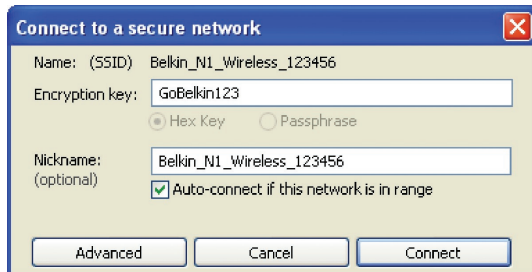 Connect to a secure network
Name: (SSID) Belkin_N1_Wireless_123456
Encryption key: GoBelkin123
Hex Key Passphrase
Nickname: Belkin_N1_Wireless_123456
(optional)
Auto-connect if this network is in range
Advanced Cancel Connect